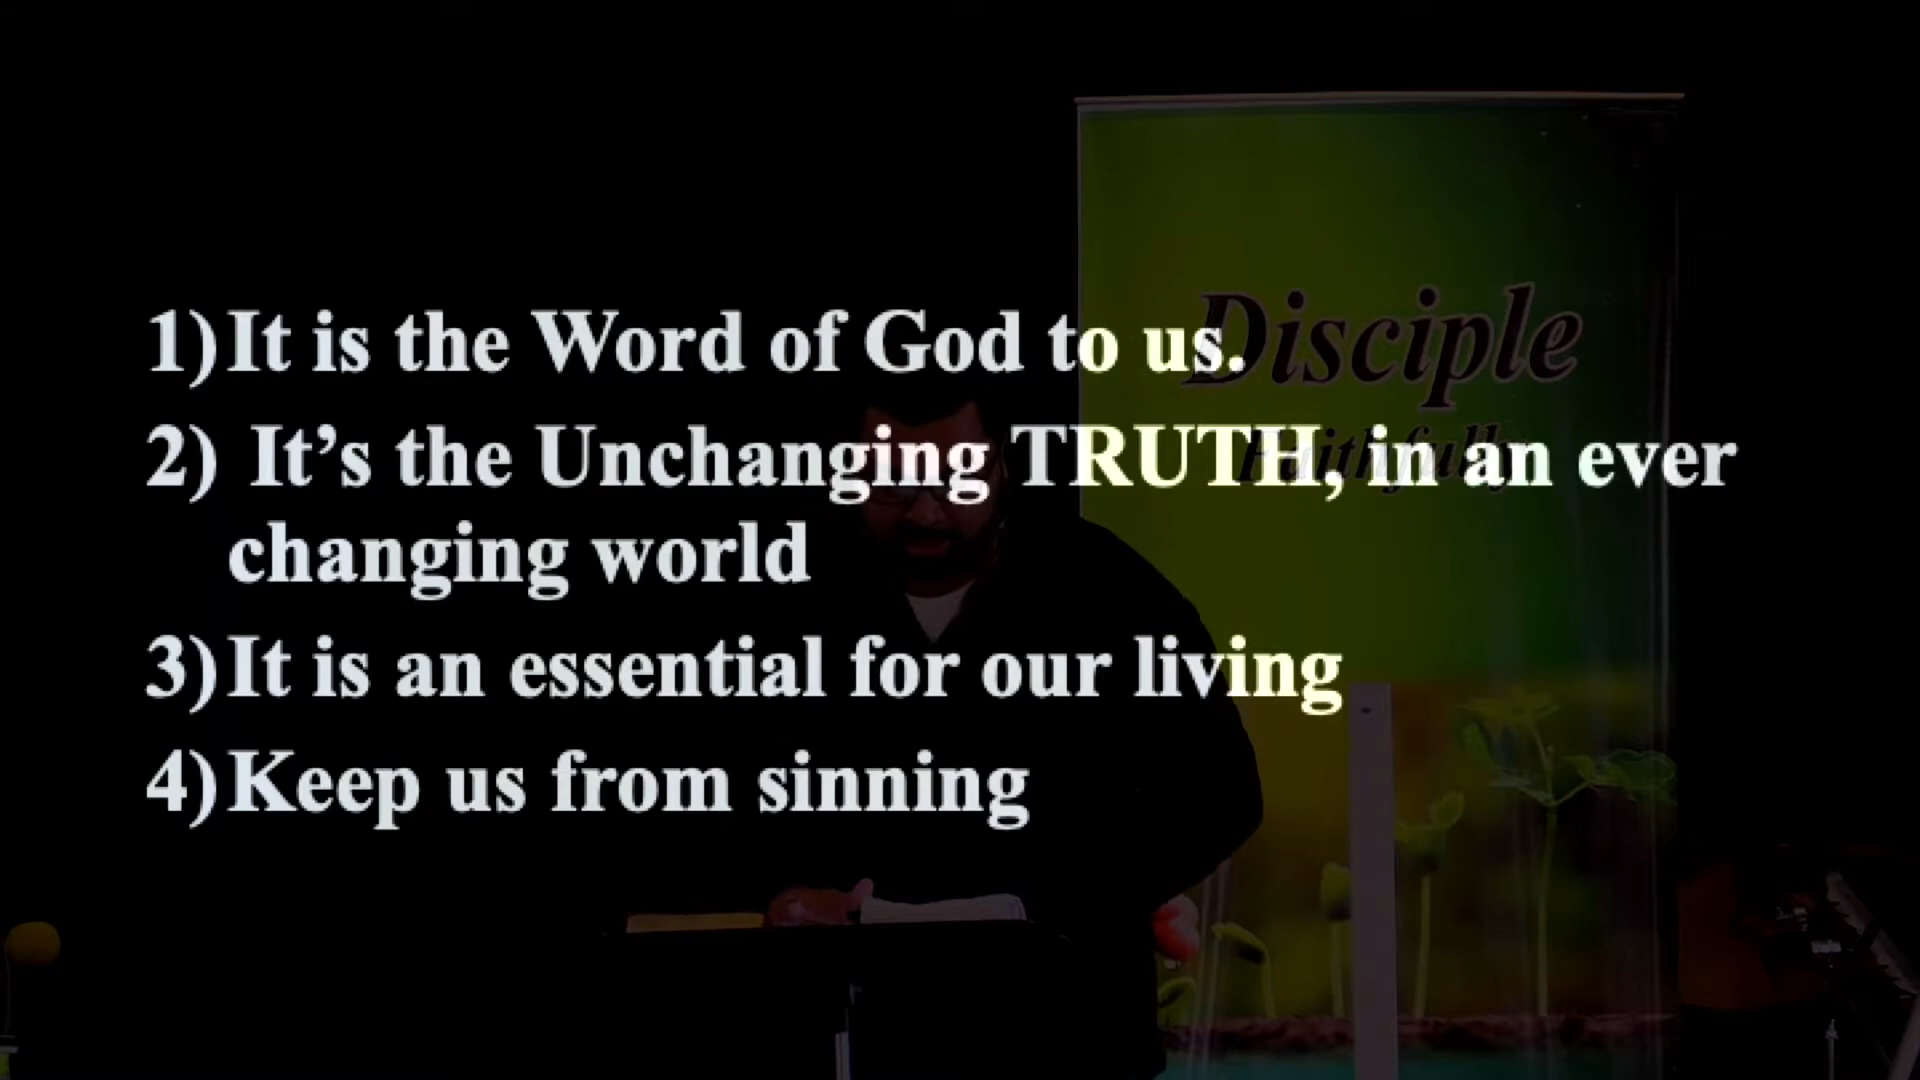 1) It is the Word of God to us.
2) It’s the Unchanging TRUTH, in an ever
changing world
3) It is an essential for our living
4) Keep us from sinning
Disciple
Faithfully